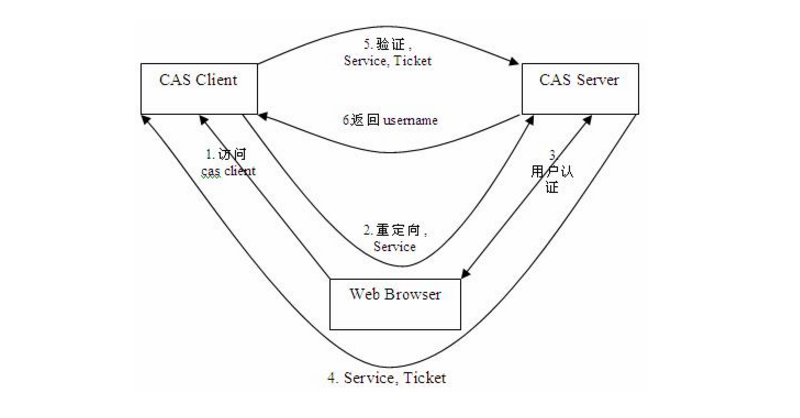 5.验证,
Service, Ticket
CAS Client
CAS Server
6返回 username
1.访问
cas client
3.
用户认
证
2.重定向,
Service
Web Browser
4. Service, Ticket